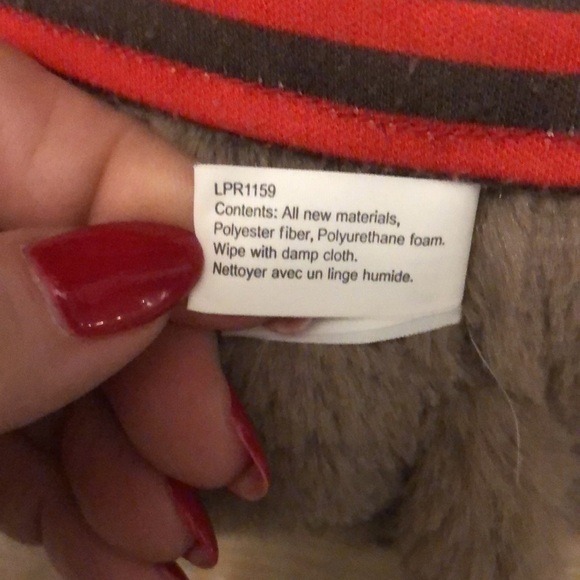 LPR1159
Contents: All new materials,
Polyester fiber, Polyurethane foam.
Wipe with damp cloth.
Nettoyer avec un linge humide.